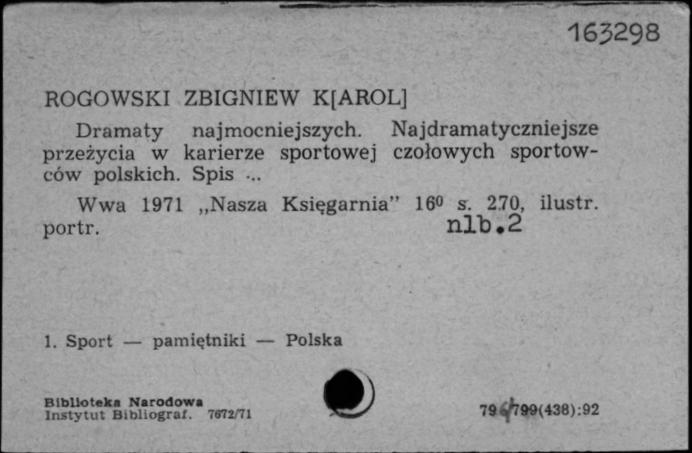 163298
ROGOWSKI ZBIGNIEW K[AROL]
Dramaty najmocniejszych. Najdramatyczniejsze
przeżycia w karierze sportowej czołowych sportow-
ców polskich. Spis ...
Wwa 1971 „Nasza Księgarnia” 16⁰ s. 270, ilustr.
portr. nlb.2
1. Sport — pamiętniki — Polska
Biblioteka Narodowa
Instytut Bibliograf. 7672/71
796/799(438):92